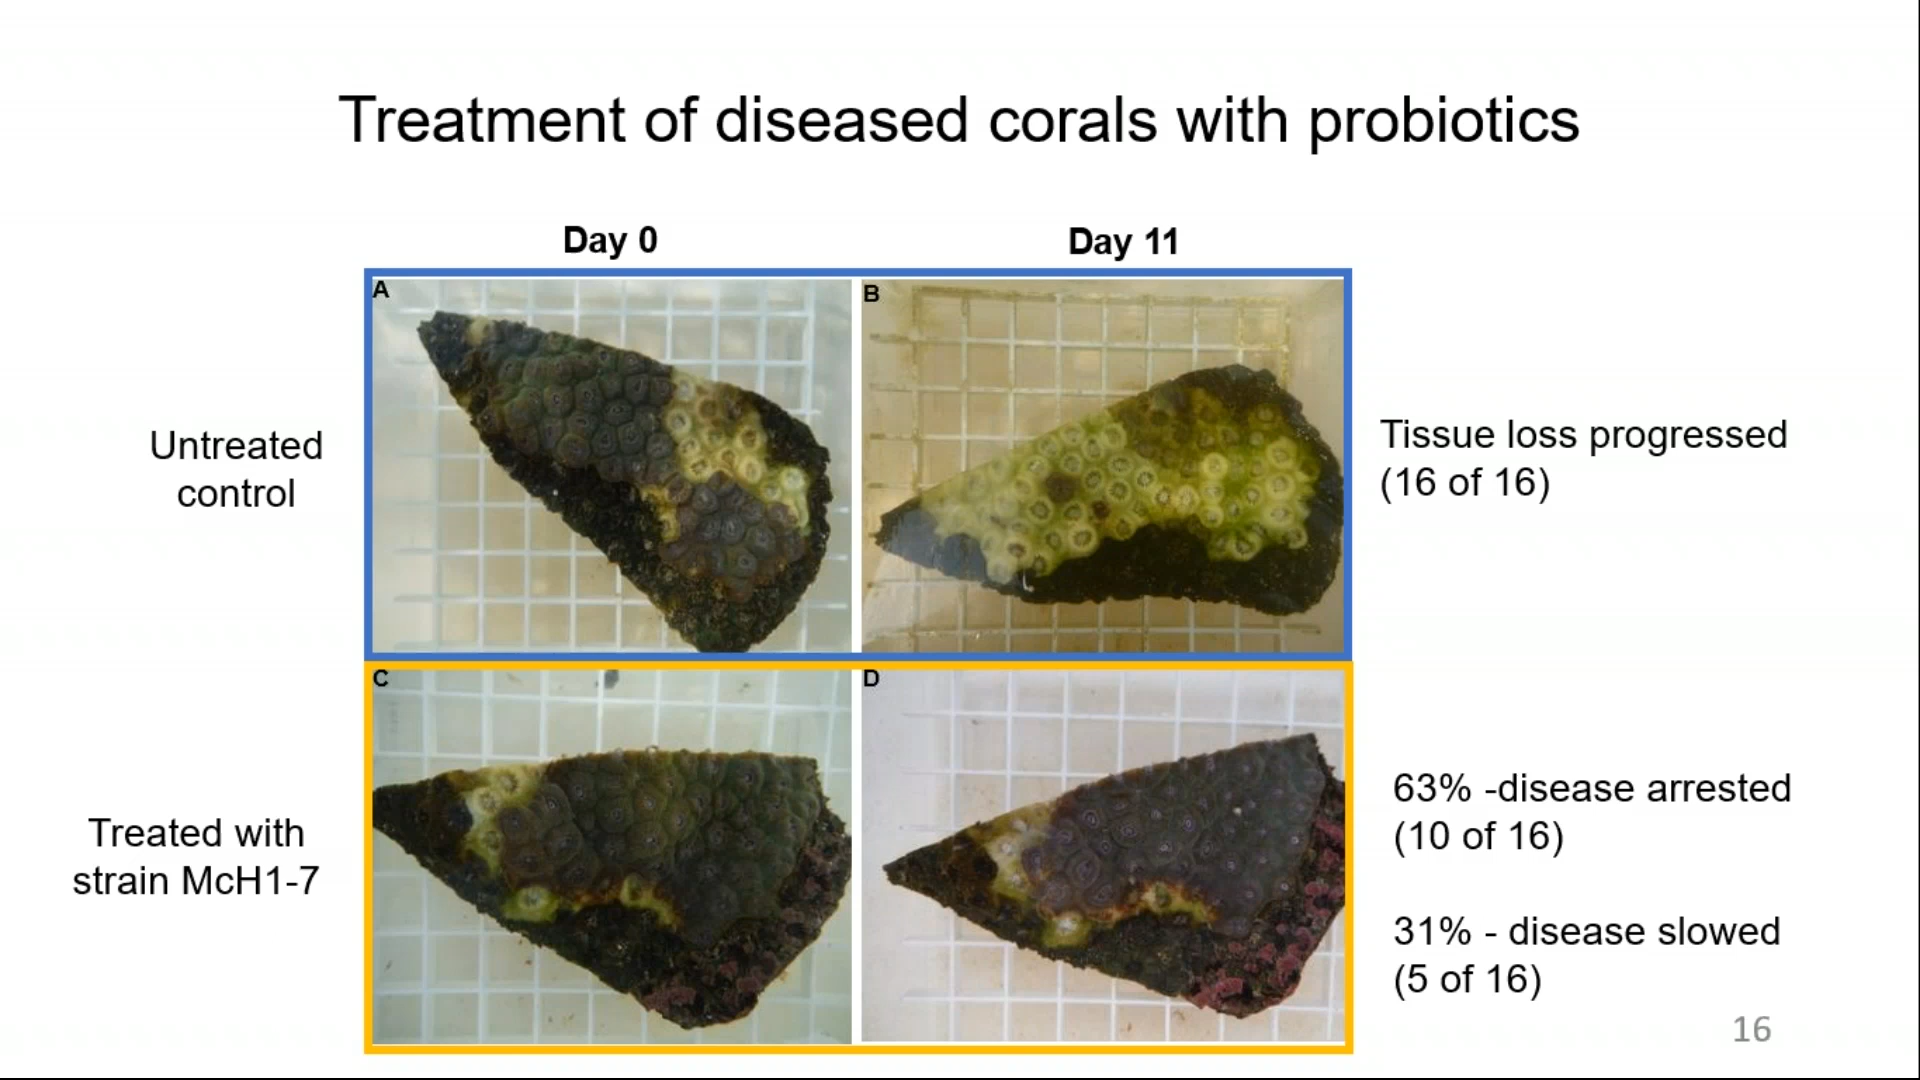 Treatment of diseased corals with probiotics
Day 0
Day 11
A
B
Untreated
control
Tissue loss progressed
(16 of 16)
C
D
Treated with
strain McH1-7
63% -disease arrested
(10 of 16)
31% - disease slowed
(5 of 16)
16